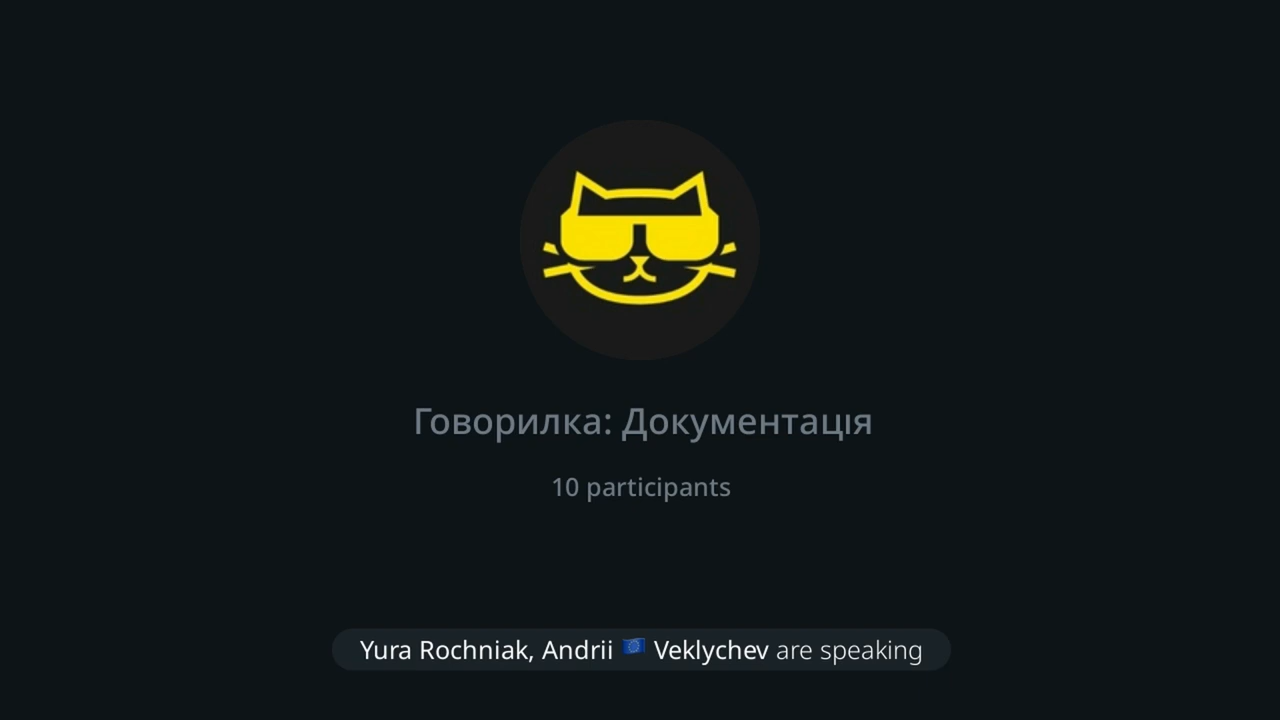 Говорилка: Документація
10 participants
Yura Rochniak, Andrii 🇪🇺 Veklychev are speaking